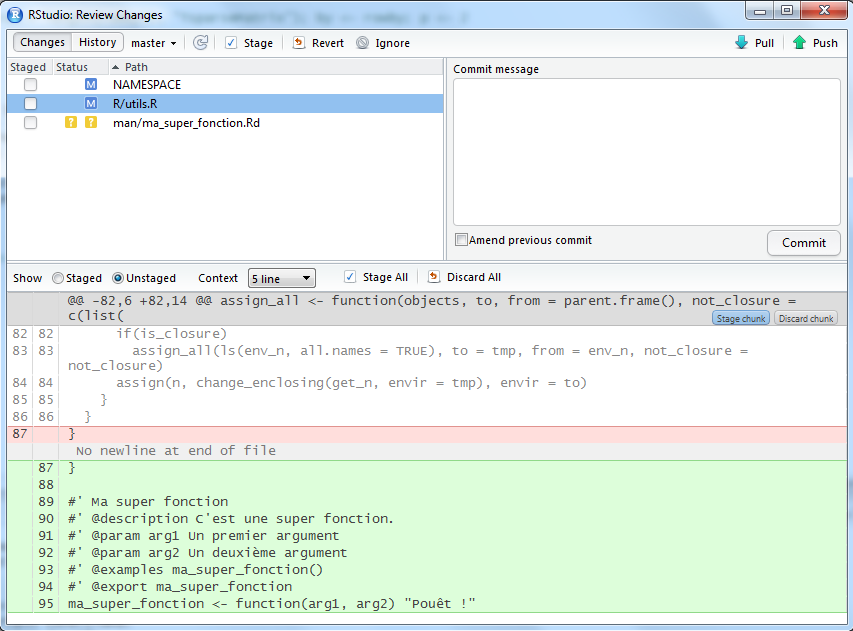 RStudio: Review Changes
Changes History master Stage Revert Ignore Pull Push
Staged Status Path
M NAMESPACE
M R/utils.R
? ? man/ma_super_fonction.Rd
Commit message
Amend previous commit
Commit
Show Staged Unstaged Context 5 line Stage All Discard All
@@ -82,6 +82,14 @@ assign_all <- function(objects, to, from = parent.frame(), not_closure =
c(list(
Stage chunk Discard chunk
82 82 if(is_closure)
83 83 assign_all(ls(env_n, all.names = TRUE), to = tmp, from = env_n, not_closure =
not_closure)
84 84 assign(n, change_enclosing(get_n, envir = tmp), envir = to)
85 85 }
86 86 }
87 }
No newline at end of file
87 }
88
89 #' Ma super fonction
90 #' @description C'est une super fonction.
91 #' @param arg1 Un premier argument
92 #' @param arg2 Un deuxième argument
93 #' @examples ma_super_fonction()
94 #' @export ma_super_fonction
95 ma_super_fonction <- function(arg1, arg2) "Pouêt !"